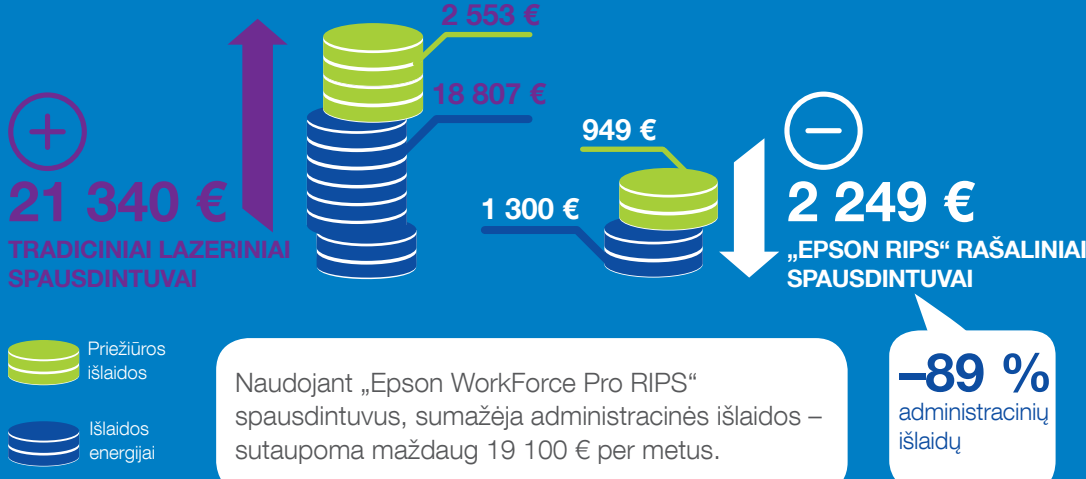 2 553 €
18 807 €
21 340 €
TRADICINIAI LAZERINIAI
SPAUSDINTUVAI
949 €
1 300 €
2 249 €
„EPSON RIPS“ RAŠALINIAI
SPAUSDINTUVAI
Priežiūros
išlaidos
Išlaidos
energijai
Naudojant „Epson WorkForce Pro RIPS“
spausdintuvus, sumažėja administracinės išlaidos –
sutaupoma maždaug 19 100 € per metus.
–89 %
administracinių
išlaidų